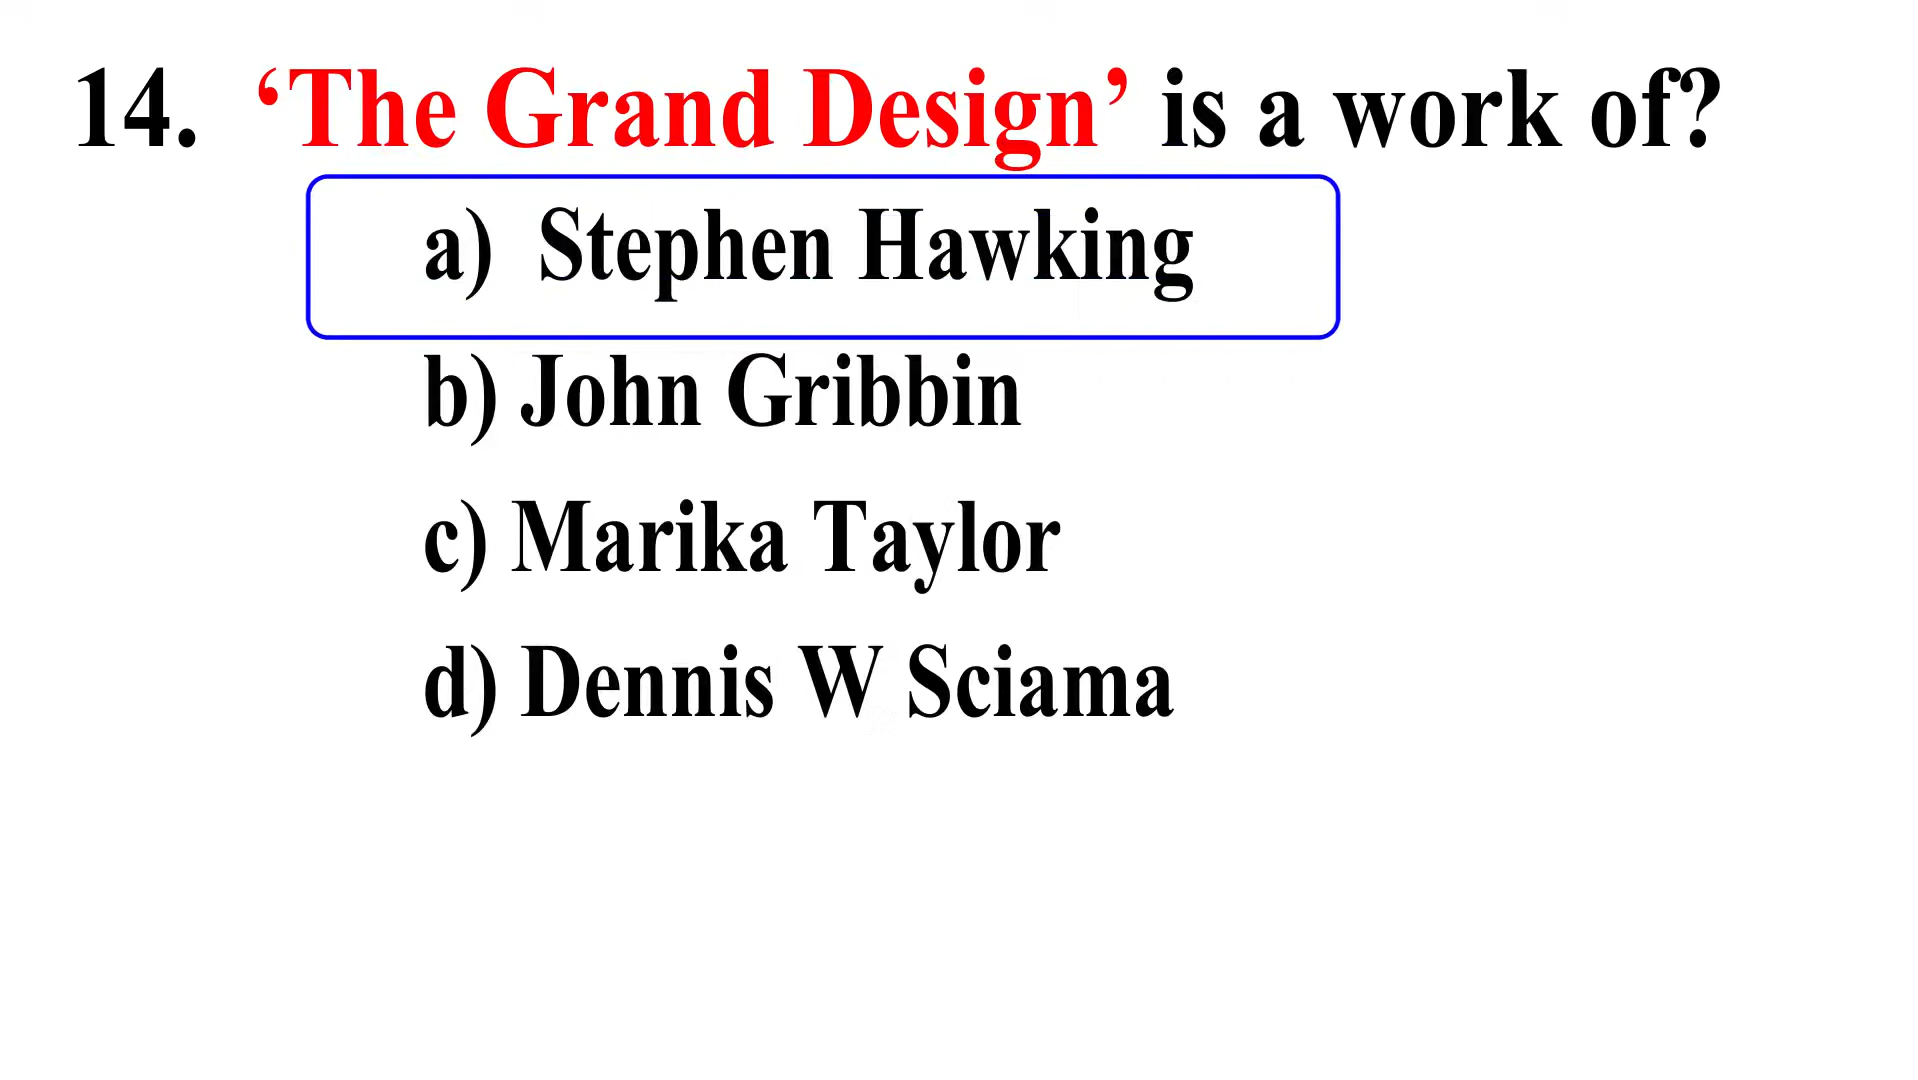 14. ‘The Grand Design’ is a work of?
a) Stephen Hawking
b) John Gribbin
c) Marika Taylor
d) Dennis W Sciama